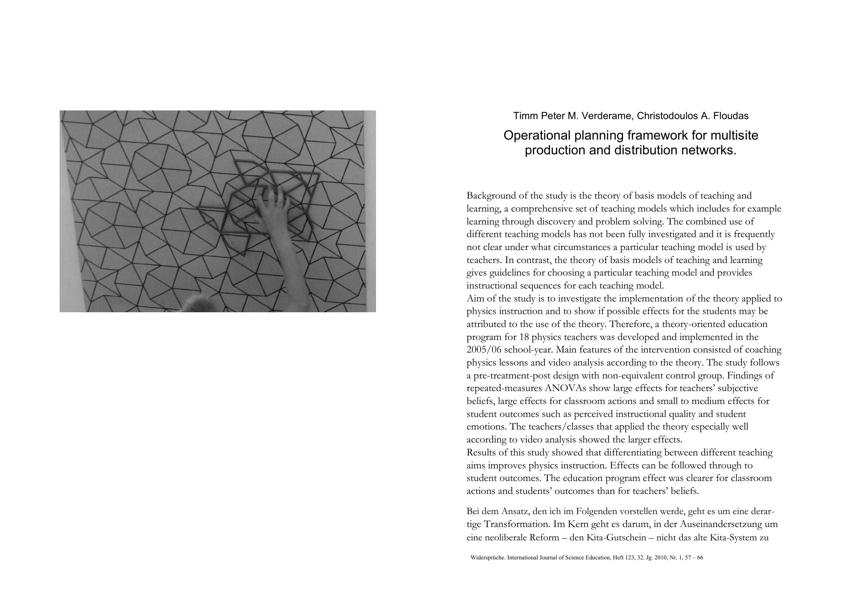 Timm Peter M. Verderame, Christodoulos A. Floudas
Operational planning framework for multisite
production and distribution networks.
Background of the study is the theory of basis models of teaching and
learning, a comprehensive set of teaching models which includes for example
learning through discovery and problem solving. The combined use of
different teaching models has not been fully investigated and it is frequently
not clear under what circumstances a particular teaching model is used by
teachers. In contrast, the theory of basis models of teaching and learning
gives guidelines for choosing a particular teaching model and provides
instructional sequences for each teaching model.
Aim of the study is to investigate the implementation of the theory applied to
physics instruction and to show if possible effects for the students may be
attributed to the use of the theory. Therefore, a theory-oriented education
program for 18 physics teachers was developed and implemented in the
2005/06 school-year. Main features of the intervention consisted of coaching
physics lessons and video analysis according to the theory. The study follows
a pre-treatment-post design with non-equivalent control group. Findings of
repeated-measures ANOVAs show large effects for teachers’ subjective
beliefs, large effects for classroom actions and small to medium effects for
student outcomes such as perceived instructional quality and student
emotions. The teachers/classes that applied the theory especially well
according to video analysis showed the larger effects.
Results of this study showed that differentiating between different teaching
aims improves physics instruction. Effects can be followed through to
student outcomes. The education program effect was clearer for classroom
actions and students’ outcomes than for teachers’ beliefs.
Bei dem Ansatz, den ich im Folgenden vorstellen werde, geht es um eine derar-
tige Transformation. Im Kern geht es darum, in der Auseinandersetzung um
eine neoliberale Reform – den Kita-Gutschein – nicht das alte Kita-System zu
Widersprüche. International Journal of Science Education, Heft 123, 32. Jg. 2010, Nr. 1, 57 – 66